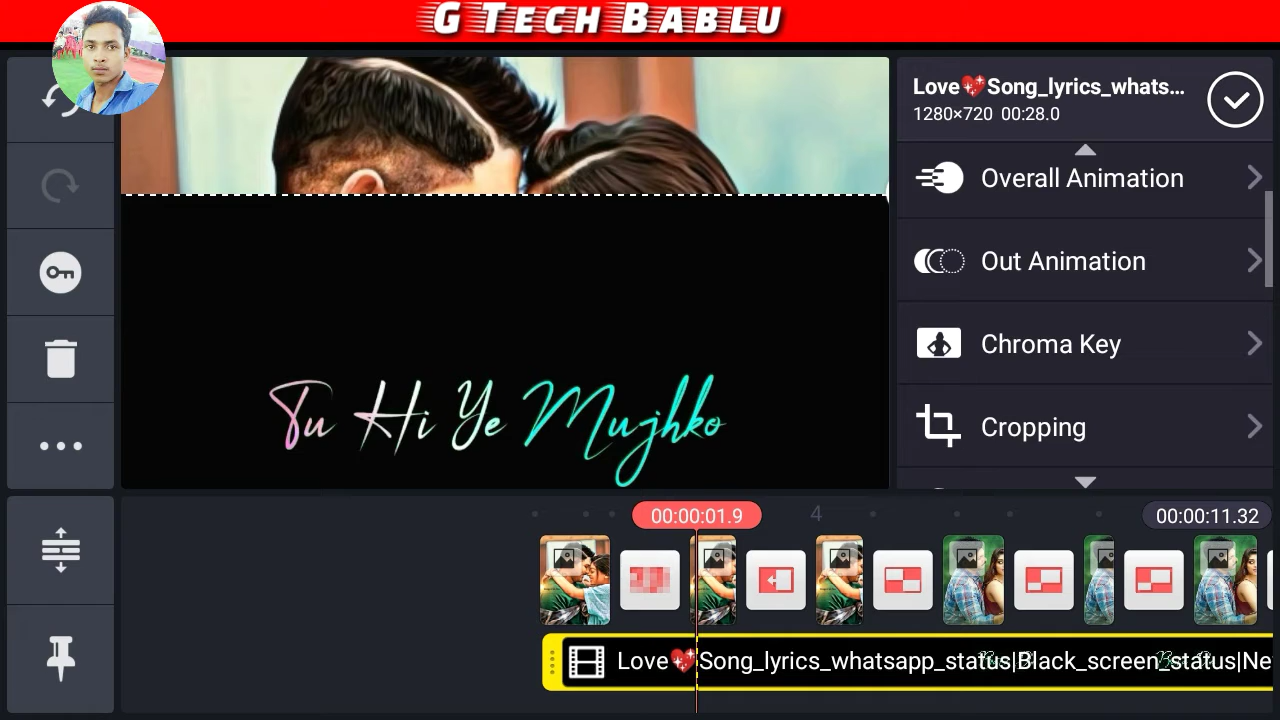 G Tech Bablu
Love💖Song_lyrics_whats...
1280×720 00:28.0
Overall Animation
Out Animation
Chroma Key
Cropping
Tu Hi Ye Mujhko
00:00:01.9
4
00:00:11.32
Love💖Song_lyrics_whatsapp_status|Black_screen_status|Ne